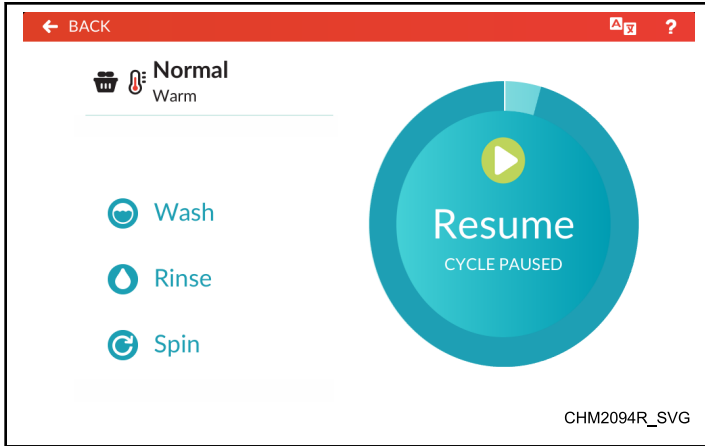 BACK
?
Normal
Warm
Wash
Rinse
Spin
Resume
CYCLE PAUSED
CHM2094R_SVG